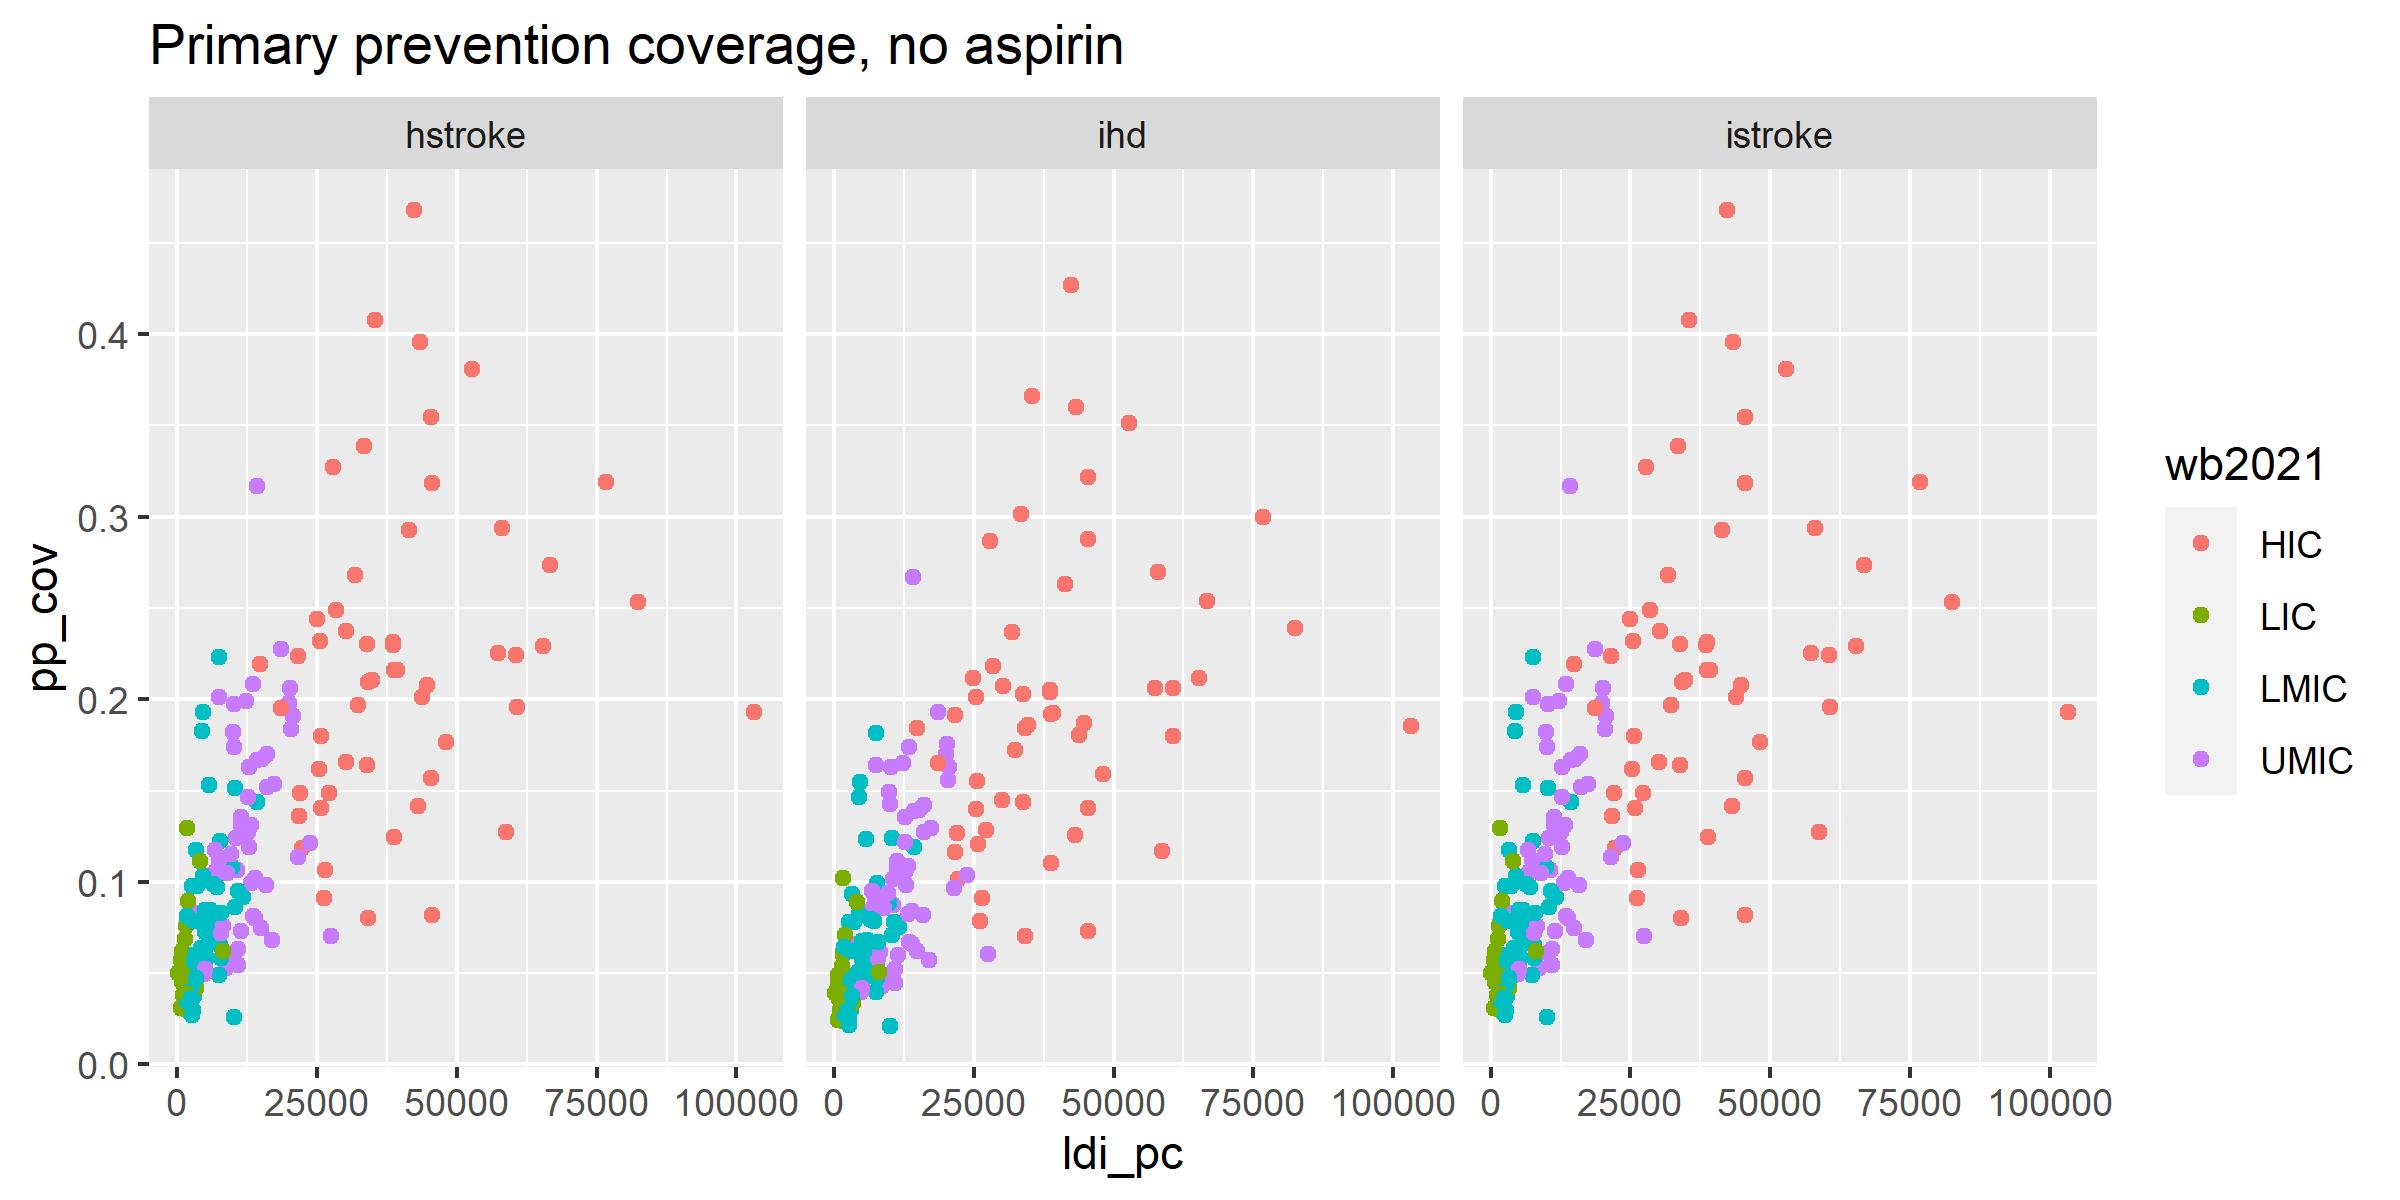 Primary prevention coverage, no aspirin
hstroke
ihd
istroke
pp_cov
0.4
0.3
0.2
0.1
0.0
0 25000 50000 75000 100000
0 25000 50000 75000 100000
0 25000 50000 75000 100000
ldi_pc
wb2021
HIC
LIC
LMIC
UMIC